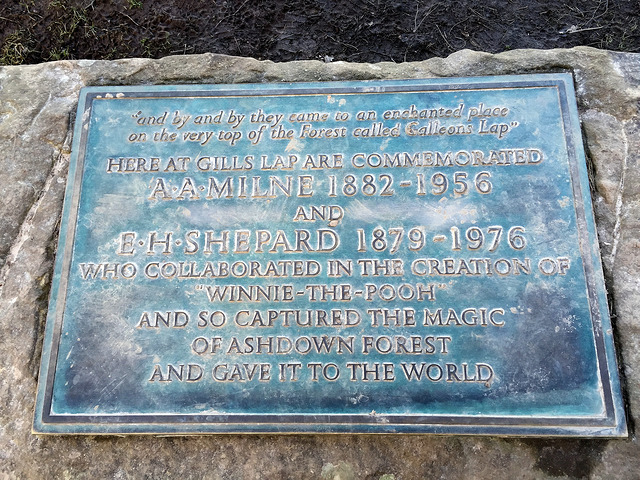 "and by and by they came to an enchanted place
on the very top of the Forest called Galleons Lap"
HERE AT GILLS LAP ARE COMMEMORATED
A·A·MILNE 1882-1956
AND
E·H·SHEPARD 1879-1976
WHO COLLABORATED IN THE CREATION OF
"WINNIE-THE-POOH"
AND SO CAPTURED THE MAGIC
OF ASHDOWN FOREST
AND GAVE IT TO THE WORLD